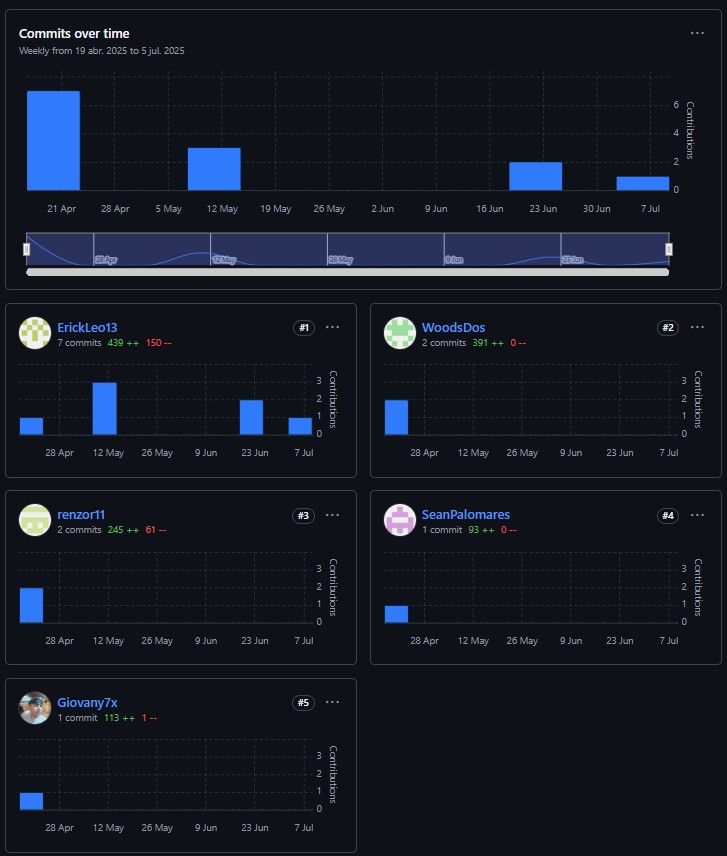 Commits over time
Weekly from 19 abr. 2025 to 5 jul. 2025
6
4
2
0
Contributions
21 Apr 28 Apr 5 May 12 May 19 May 26 May 2 Jun 9 Jun 16 Jun 23 Jun 30 Jun 7 Jul
28 Apr 12 May 26 May 9 Jun 23 Jun
ErickLeo13 #1
7 commits 439 ++ 150 --
3
2
1
0
Contributions
28 Apr 12 May 26 May 9 Jun 23 Jun 7 Jul
WoodsDos #2
2 commits 391 ++ 0 --
3
2
1
0
Contributions
28 Apr 12 May 26 May 9 Jun 23 Jun 7 Jul
renzor11 #3
2 commits 245 ++ 61 --
3
2
1
0
Contributions
28 Apr 12 May 26 May 9 Jun 23 Jun 7 Jul
SeanPalomares #4
1 commit 93 ++ 0 --
3
2
1
0
Contributions
28 Apr 12 May 26 May 9 Jun 23 Jun 7 Jul
Giovany7x #5
1 commit 113 ++ 1 --
3
2
1
0
Contributions
28 Apr 12 May 26 May 9 Jun 23 Jun 7 Jul